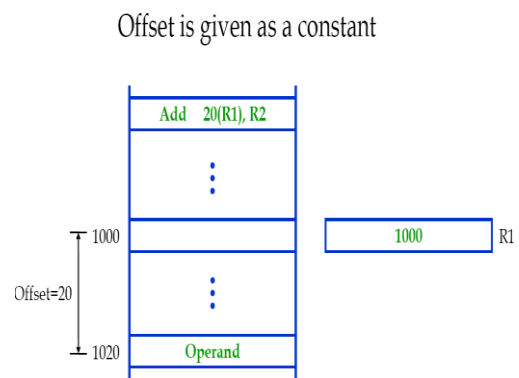 Offset is given as a constant
Add 20(R1), R2
1000
1000 R1
Offset=20
1020
Operand